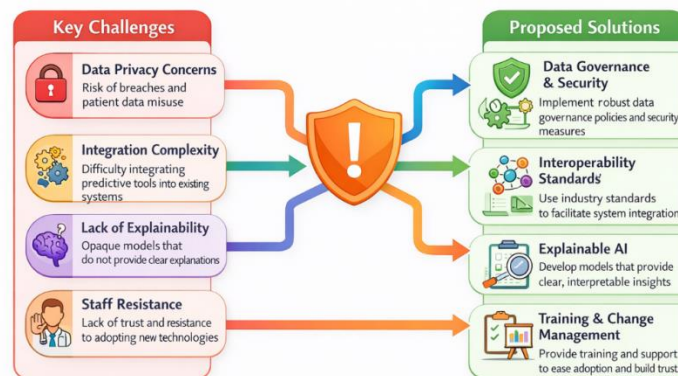 Key Challenges
Data Privacy Concerns
Risk of breaches and
patient data misuse
Integration Complexity
Difficulty integrating
predictive tools into existing
systems
Lack of Explainability
Opaque models that
do not provide clear explanations
Staff Resistance
Lack of trust and resistance
to adopting new technologies
!
Proposed Solutions
Data Governance
& Security
Implement robust data
governance policies and security
measures
Interoperability
Standards
Use industry standards
to facilitate system integration
Explainable AI
Develop models that provide
clear, interpretable insights
Training & Change
Management
Provide training and support
to ease adoption and build trust